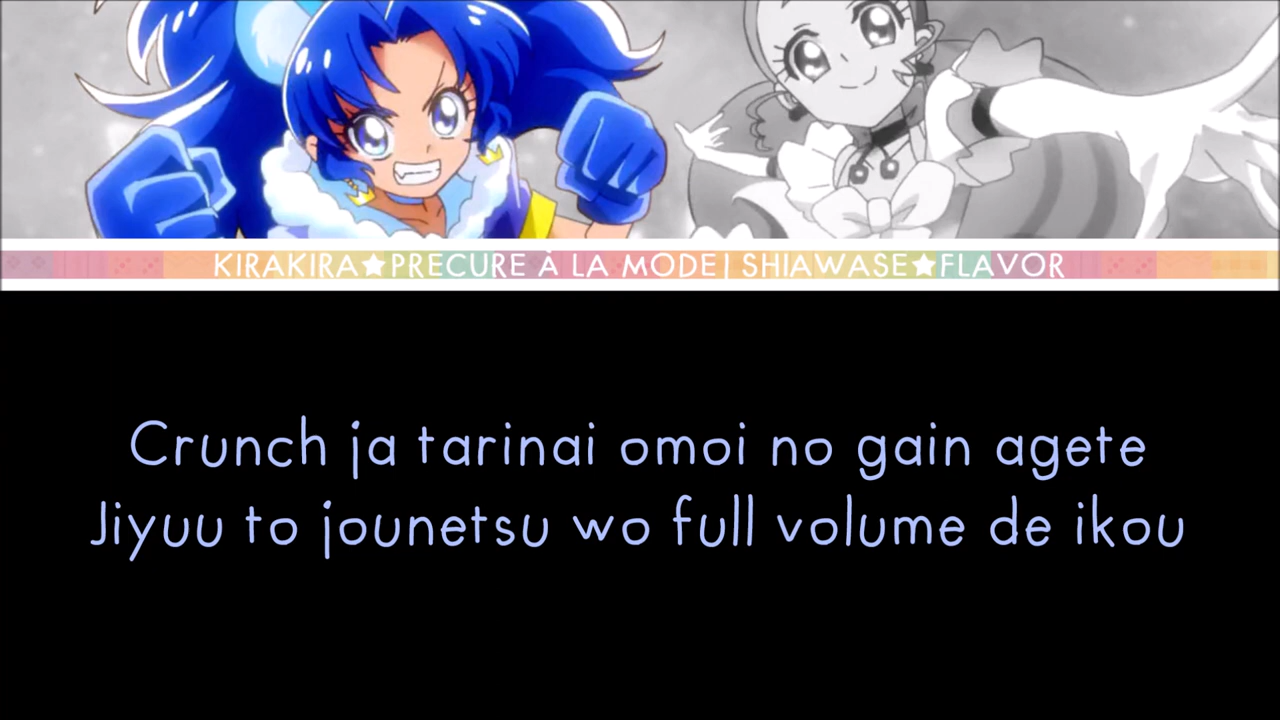 KIRAKIRA★PRECURE À LA MODE| SHIAWASE★FLAVOR
Crunch ja tarinai omoi no gain agete
Jiyuu to jounetsu wo full volume de ikou